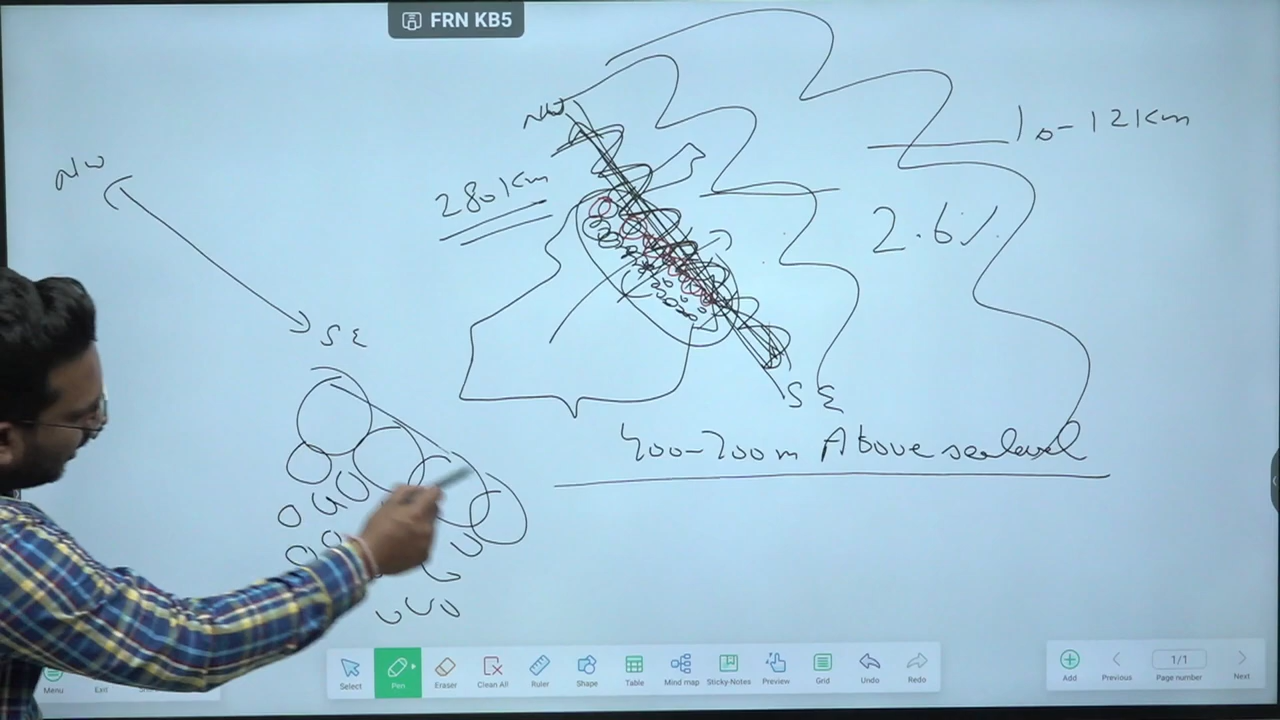 FRN KB5
NW
10-12Km
NW
280Km
2.6%
SE
SE
400-700m Above sealevel
Select
Pen
Eraser
Clean All
Ruler
Shape
Table
Mind map
Sticky-Notes
Preview
Grid
Undo
Redo
Add
Previous
1/1
Page number
Next
Menu
Exit